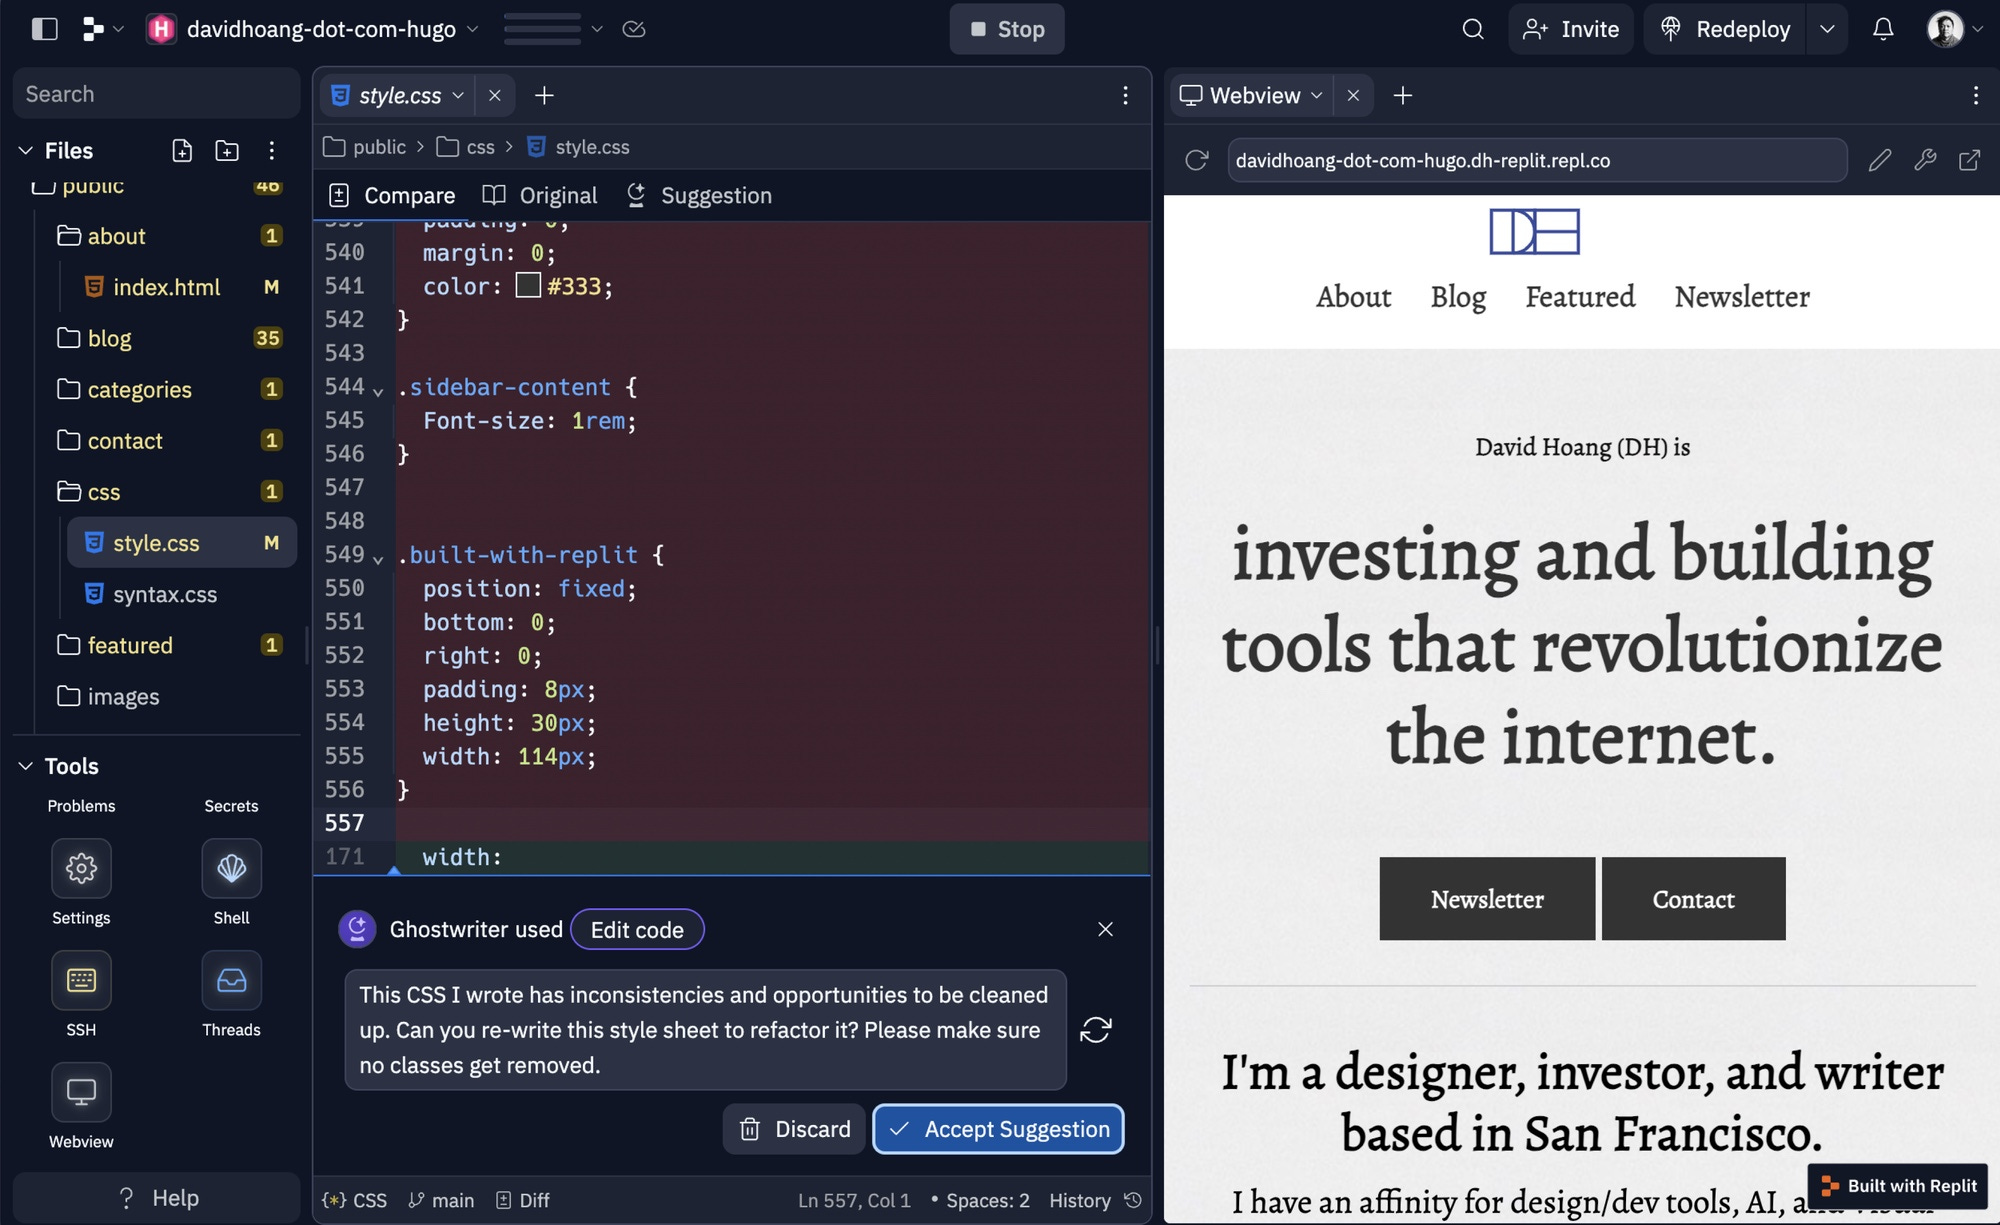 H davidhoang-dot-com-hugo
Stop
Invite
Redeploy
Search
Files
public 46
about 1
index.html M
blog 35
categories 1
contact 1
css 1
style.css M
syntax.css
featured 1
images
Tools
Problems
Secrets
Settings
Shell
SSH
Threads
Webview
? Help
style.css
public > css > style.css
Compare
Original
Suggestion
539 padding: 0;
540 margin: 0;
541 color: #333;
542 }
543
544 .sidebar-content {
545 Font-size: 1rem;
546 }
547
548
549 .built-with-replit {
550 position: fixed;
551 bottom: 0;
552 right: 0;
553 padding: 8px;
554 height: 30px;
555 width: 114px;
556 }
557
171 width:
Ghostwriter used Edit code
This CSS I wrote has inconsistencies and opportunities to be cleaned
up. Can you re-write this style sheet to refactor it? Please make sure
no classes get removed.
Discard
Accept Suggestion
{*} CSS
main
Diff
Ln 557, Col 1
• Spaces: 2
History
Webview
davidhoang-dot-com-hugo.dh-replit.repl.co
DH
About Blog Featured Newsletter
David Hoang (DH) is
investing and building
tools that revolutionize
the internet.
Newsletter
Contact
I'm a designer, investor, and writer
based in San Francisco.
I have an affinity for design/dev tools, AI,
Built with Replit